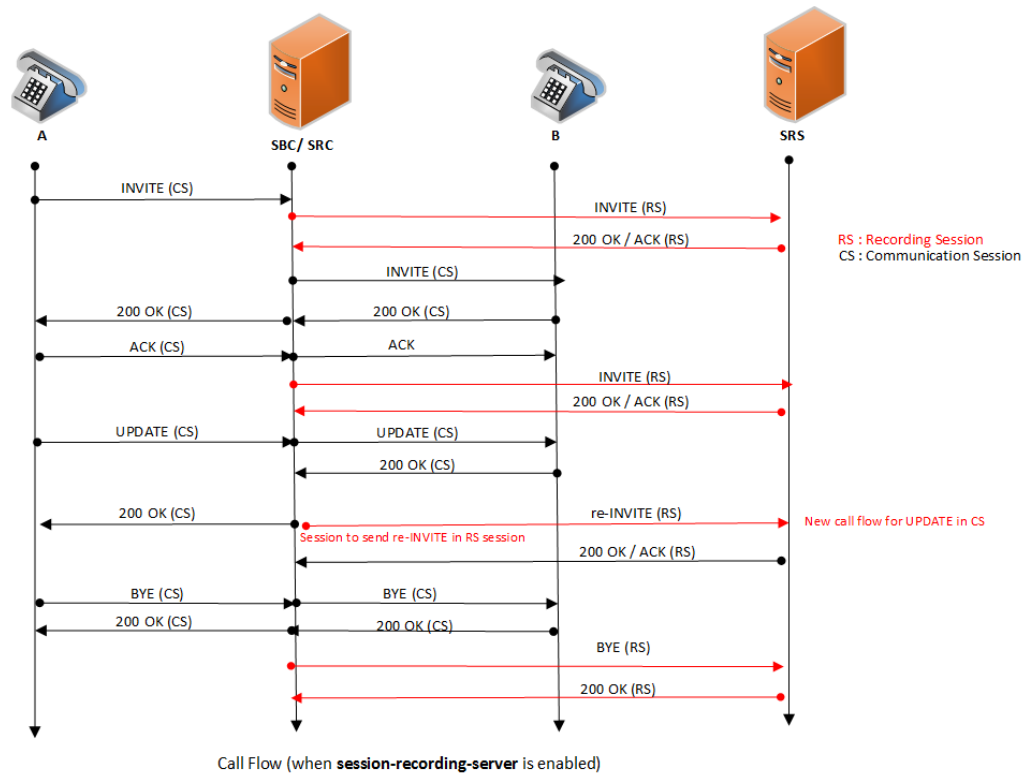 A
SBC/ SRC
B
SRS
INVITE (CS)
INVITE (RS)
200 OK / ACK (RS)
RS : Recording Session
CS : Communication Session
INVITE (CS)
200 OK (CS)
200 OK (CS)
ACK (CS)
ACK
INVITE (RS)
200 OK / ACK (RS)
UPDATE (CS)
UPDATE (CS)
200 OK (CS)
200 OK (CS)
re-INVITE (RS)
New call flow for UPDATE in CS
Session to send re-INVITE in RS session
200 OK / ACK (RS)
BYE (CS)
BYE (CS)
200 OK (CS)
200 OK (CS)
BYE (RS)
200 OK (RS)
Call Flow (when session-recording-server is enabled)